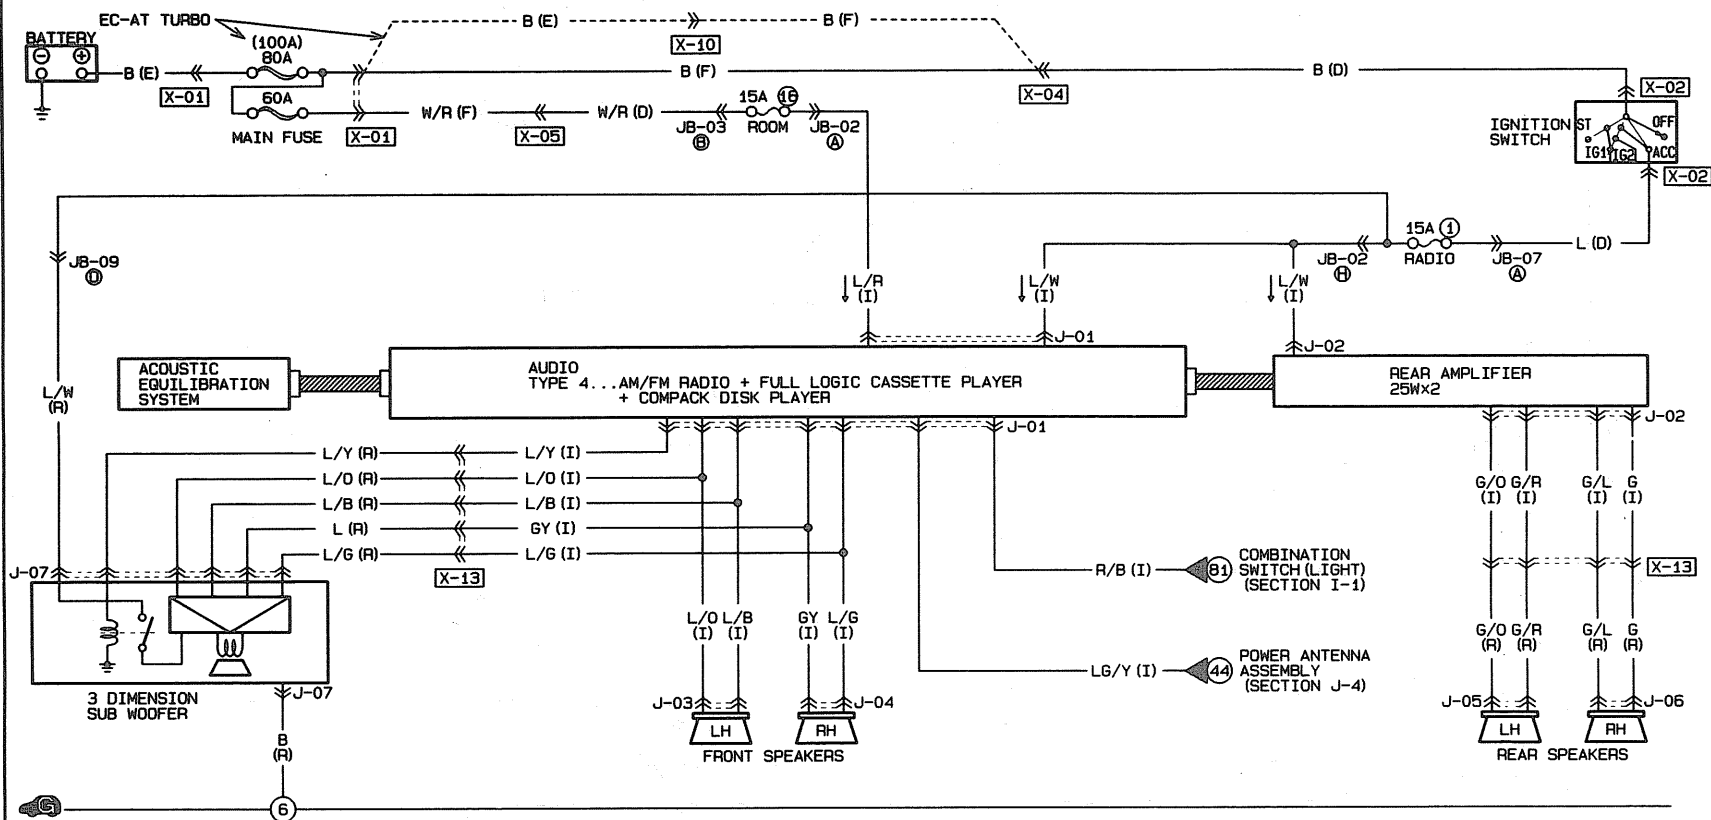 EC-AT TURBO
B (E)
B (F)
X-10
BATTERY
(100A)
80A
B (E)
X-01
B (F)
X-04
B (D)
X-02
60A
MAIN FUSE
X-01
W/R (F)
X-05
W/R (D)
JB-03
B
15A 16
ROOM
JB-02
A
IGNITION
SWITCH
ST
OFF
IG1
IG2
ACC
X-02
JB-09
D
L/R
(I)
L/W
(I)
L/W
(I)
JB-02
H
15A 1
RADIO
JB-07
A
L (D)
J-01
J-02
L/W
(R)
ACOUSTIC
EQUILIBRATION
SYSTEM
AUDIO
TYPE 4...AM/FM RADIO + FULL LOGIC CASSETTE PLAYER
+ COMPACK DISK PLAYER
REAR AMPLIFIER
25W×2
J-01
J-02
L/Y (R)
L/Y (I)
L/O (R)
L/O (I)
L/B (R)
L/B (I)
L (R)
GY (I)
L/G (R)
L/G (I)
X-13
G/O
(I)
G/R
(I)
G/L
(I)
G
(I)
X-13
J-07
R/B (I)
81
COMBINATION
SWITCH (LIGHT)
(SECTION I-1)
L/O
(I)
L/B
(I)
GY
(I)
L/G
(I)
G/O
(R)
G/R
(R)
G/L
(R)
G
(R)
LG/Y (I)
44
POWER ANTENNA
ASSEMBLY
(SECTION J-4)
3 DIMENSION
SUB WOOFER
J-07
J-03
LH
RH
J-04
FRONT SPEAKERS
J-05
LH
RH
J-06
REAR SPEAKERS
B
(R)
G
6